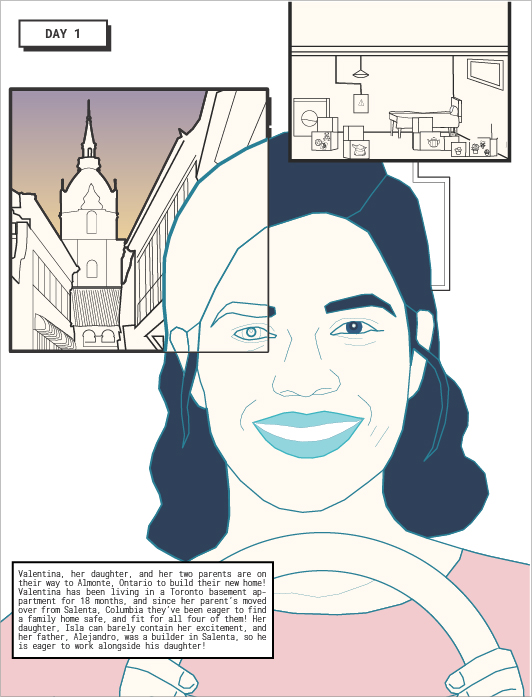 DAY 1
Valentina, her daughter, and her two parents are on
their way to Almonte, Ontario to build their new home!
Valentina has been living in a Toronto basement ap-
partment for 18 months, and since her parent's moved
over from Salenta, Columbia they've been eager to find
a family home safe, and fit for all four of them! Her
daughter, Isla can barely contain her excitement, and
her father, Alejandro, was a builder in Salenta, so he
is eager to work alongside his daughter!